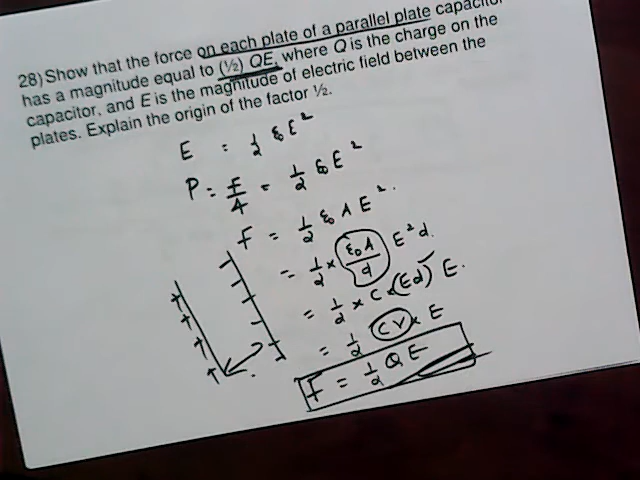 28) Show that the force on each plate of a parallel plate capacitor
has a magnitude equal to (½) QE, where Q is the charge on the
capacitor, and E is the magnitude of electric field between the
plates. Explain the origin of the factor ½.
E = ½ ε₀ E²
P = F/A = ½ ε₀ E²
F = ½ ε₀ A E².
= ½ × ε₀A/d E²d.
= ½ × C × (Ed) E.
= ½ CV × E
F = ½ QE